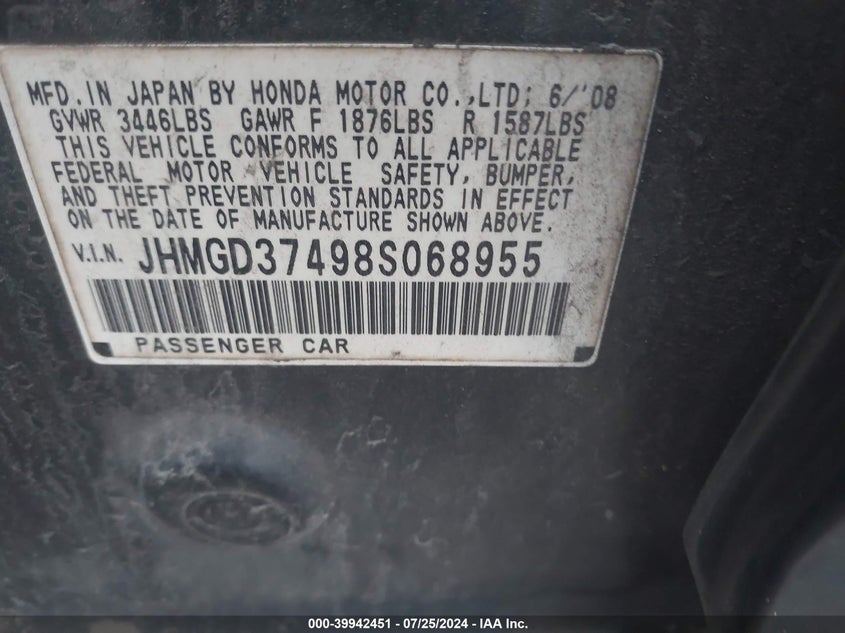 MFD. IN JAPAN BY HONDA MOTOR CO., LTD; 6/'08
GVWR 3446LBS GAWR F 1876LBS R 1587LBS
THIS VEHICLE CONFORMS TO ALL APPLICABLE
FEDERAL MOTOR VEHICLE SAFETY, BUMPER,
AND THEFT PREVENTION STANDARDS IN EFFECT
ON THE DATE OF MANUFACTURE SHOWN ABOVE.
V.I.N. JHMGD37498S068955
PASSENGER CAR
000-39942451 - 07/25/2024 - IAA Inc.